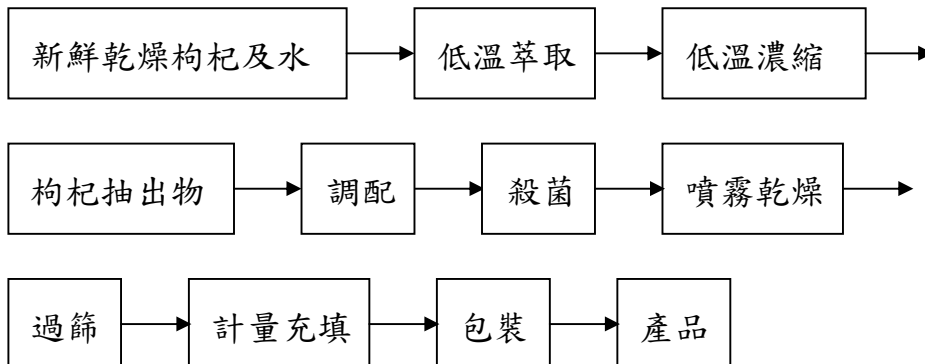 新鮮乾燥枸杞及水 低溫萃取 低溫濃縮
枸杞抽出物 調配 殺菌 噴霧乾燥
過篩 計量充填 包裝 產品